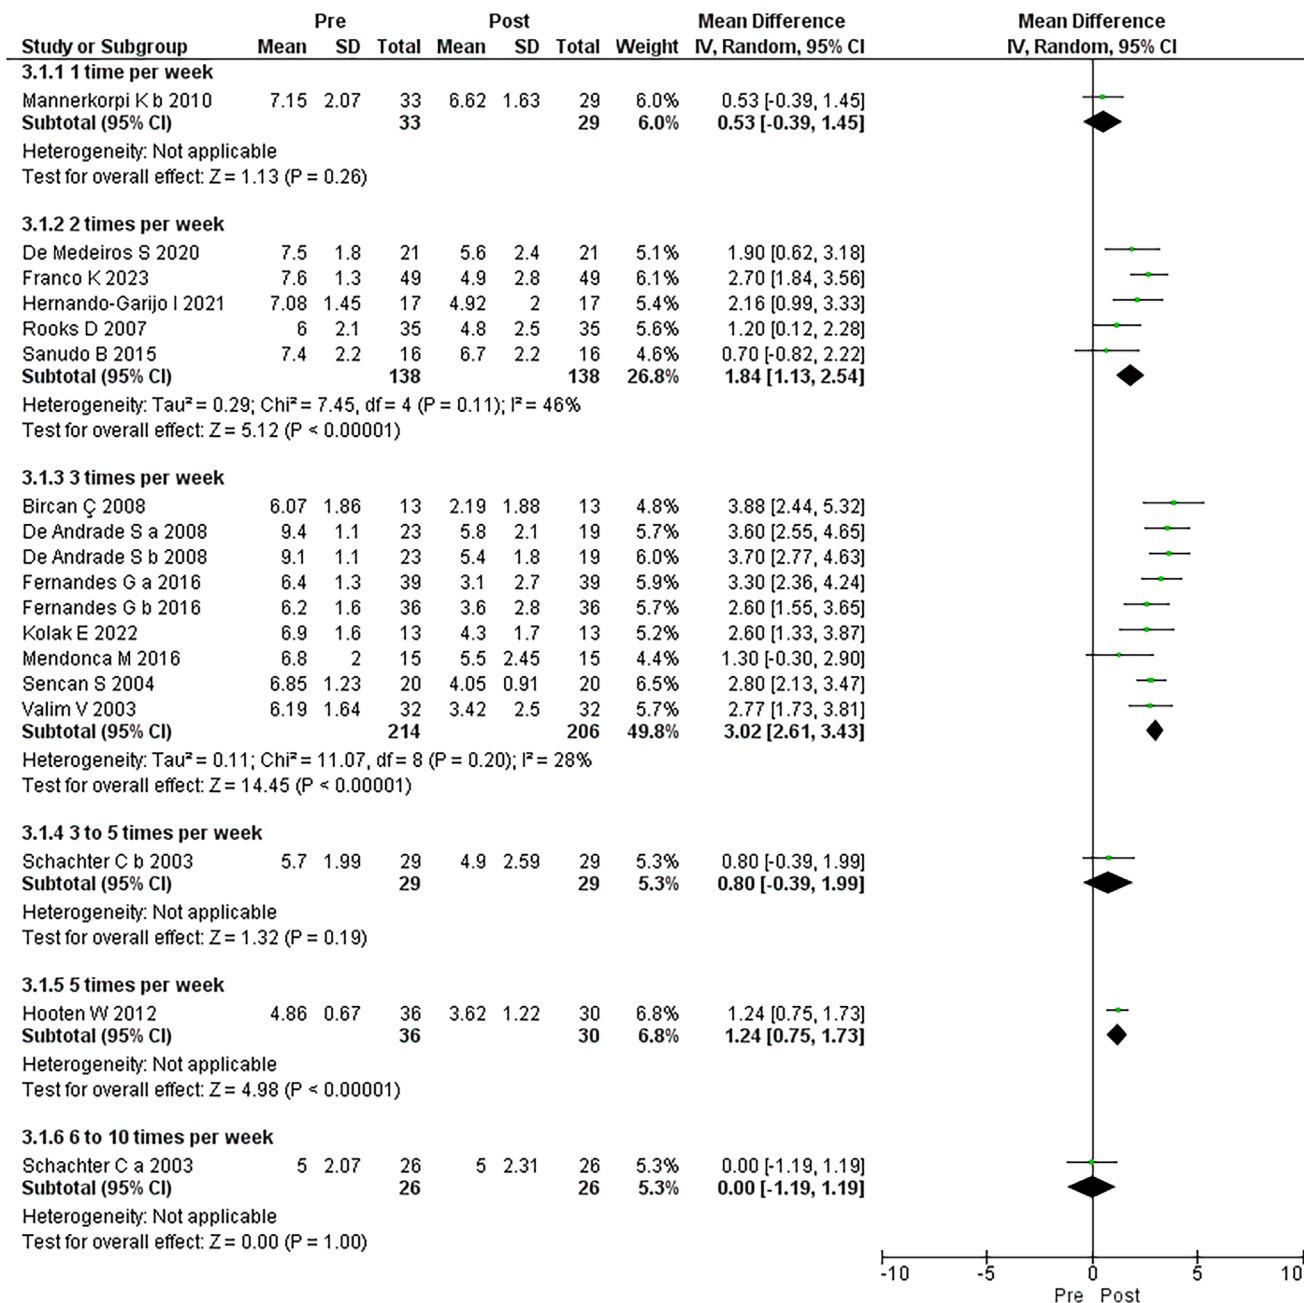 Pre Post Mean Difference Mean Difference
Study or Subgroup Mean SD Total Mean SD Total Weight IV, Random, 95% CI IV, Random, 95% CI
3.1.1 1 time per week
Mannerkorpi K b 2010 7.15 2.07 33 6.62 1.63 29 6.0% 0.53 [-0.39, 1.45]
Subtotal (95% CI) 33 29 6.0% 0.53 [-0.39, 1.45]
Heterogeneity: Not applicable
Test for overall effect: Z = 1.13 (P = 0.26)
3.1.2 2 times per week
De Medeiros S 2020 7.5 1.8 21 5.6 2.4 21 5.1% 1.90 [0.62, 3.18]
Franco K 2023 7.6 1.3 49 4.9 2.8 49 6.1% 2.70 [1.84, 3.56]
Hernando-Garijo I 2021 7.08 1.45 17 4.92 2 17 5.4% 2.16 [0.99, 3.33]
Rooks D 2007 6 2.1 35 4.8 2.5 35 5.6% 1.20 [0.12, 2.28]
Sanudo B 2015 7.4 2.2 16 6.7 2.2 16 4.6% 0.70 [-0.82, 2.22]
Subtotal (95% CI) 138 138 26.8% 1.84 [1.13, 2.54]
Heterogeneity: Tau² = 0.29; Chi² = 7.45, df = 4 (P = 0.11); I² = 46%
Test for overall effect: Z = 5.12 (P < 0.00001)
3.1.3 3 times per week
Bircan Ç 2008 6.07 1.86 13 2.19 1.88 13 4.8% 3.88 [2.44, 5.32]
De Andrade S a 2008 9.4 1.1 23 5.8 2.1 19 5.7% 3.60 [2.55, 4.65]
De Andrade S b 2008 9.1 1.1 23 5.4 1.8 19 6.0% 3.70 [2.77, 4.63]
Fernandes G a 2016 6.4 1.3 39 3.1 2.7 39 5.9% 3.30 [2.36, 4.24]
Fernandes G b 2016 6.2 1.6 36 3.6 2.8 36 5.7% 2.60 [1.55, 3.65]
Kolak E 2022 6.9 1.6 13 4.3 1.7 13 5.2% 2.60 [1.33, 3.87]
Mendonca M 2016 6.8 2 15 5.5 2.45 15 4.4% 1.30 [-0.30, 2.90]
Sencan S 2004 6.85 1.23 20 4.05 0.91 20 6.5% 2.80 [2.13, 3.47]
Valim V 2003 6.19 1.64 32 3.42 2.5 32 5.7% 2.77 [1.73, 3.81]
Subtotal (95% CI) 214 206 49.8% 3.02 [2.61, 3.43]
Heterogeneity: Tau² = 0.11; Chi² = 11.07, df = 8 (P = 0.20); I² = 28%
Test for overall effect: Z = 14.45 (P < 0.00001)
3.1.4 3 to 5 times per week
Schachter C b 2003 5.7 1.99 29 4.9 2.59 29 5.3% 0.80 [-0.39, 1.99]
Subtotal (95% CI) 29 29 5.3% 0.80 [-0.39, 1.99]
Heterogeneity: Not applicable
Test for overall effect: Z = 1.32 (P = 0.19)
3.1.5 5 times per week
Hooten W 2012 4.86 0.67 36 3.62 1.22 30 6.8% 1.24 [0.75, 1.73]
Subtotal (95% CI) 36 30 6.8% 1.24 [0.75, 1.73]
Heterogeneity: Not applicable
Test for overall effect: Z = 4.98 (P < 0.00001)
3.1.6 6 to 10 times per week
Schachter C a 2003 5 2.07 26 5 2.31 26 5.3% 0.00 [-1.19, 1.19]
Subtotal (95% CI) 26 26 5.3% 0.00 [-1.19, 1.19]
Heterogeneity: Not applicable
Test for overall effect: Z = 0.00 (P = 1.00)
-10 -5 0 5 10
Pre Post